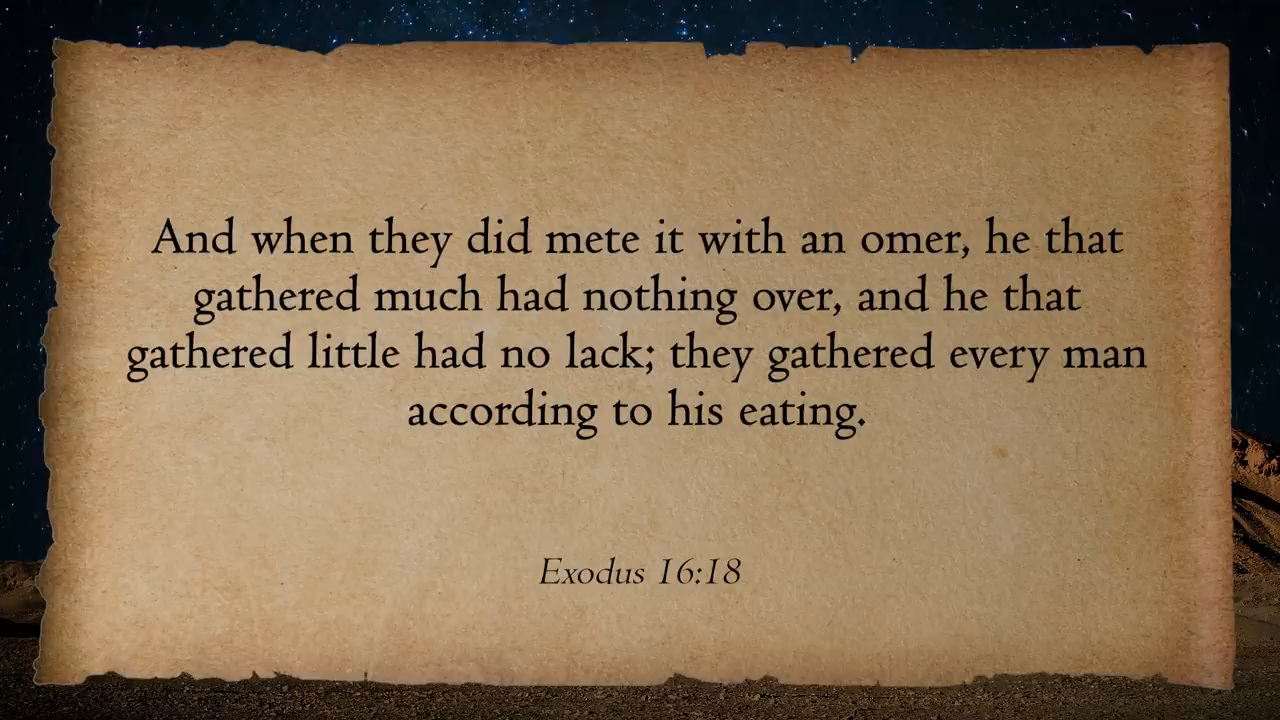 And when they did mete it with an omer, he that
gathered much had nothing over, and he that
gathered little had no lack; they gathered every man
according to his eating.
Exodus 16:18